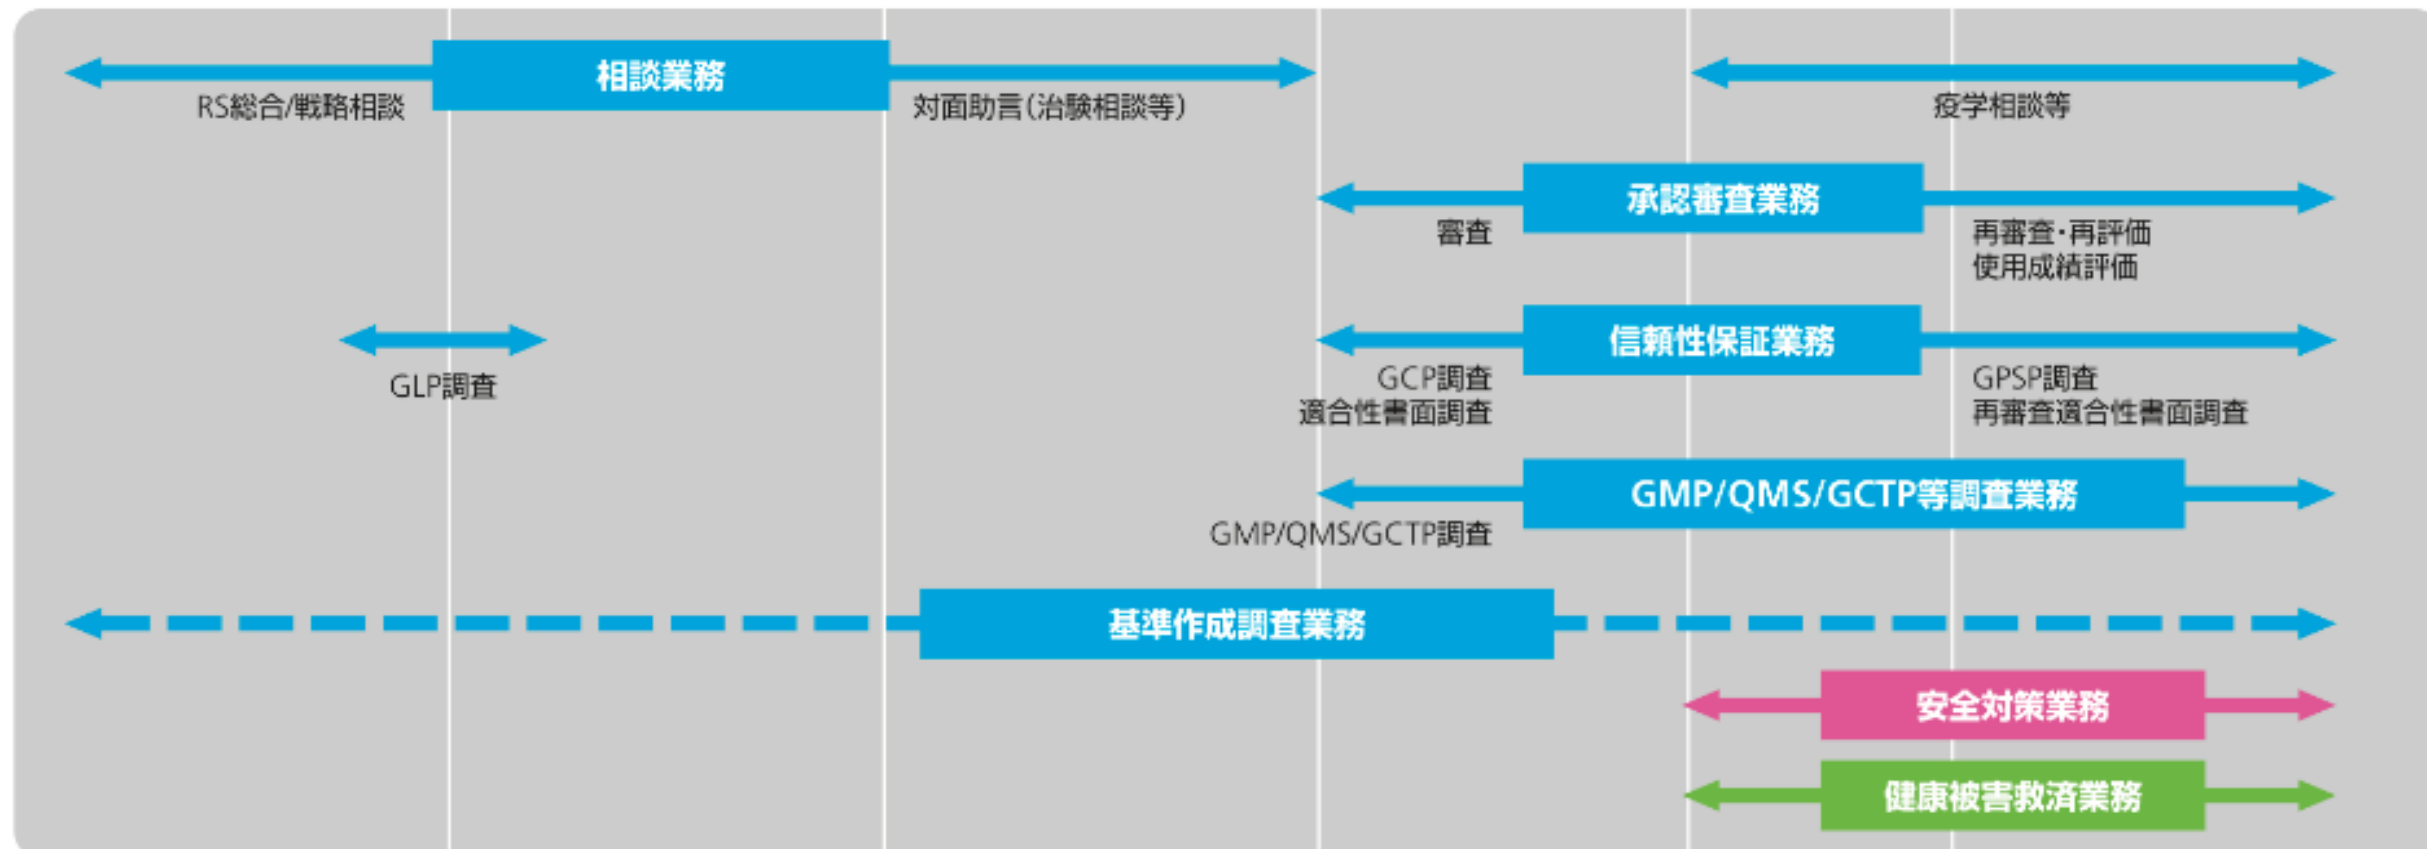 相談業務
RS総合/戦略相談
対面助言(治験相談等)
疫学相談等
承認審査業務
審査
再審査・再評価
使用成績評価
信頼性保証業務
GLP調査
GCP調査
適合性書面調査
GPSP調査
再審査適合性書面調査
GMP/QMS/GCTP等調査業務
GMP/QMS/GCTP調査
基準作成調査業務
安全対策業務
健康被害救済業務